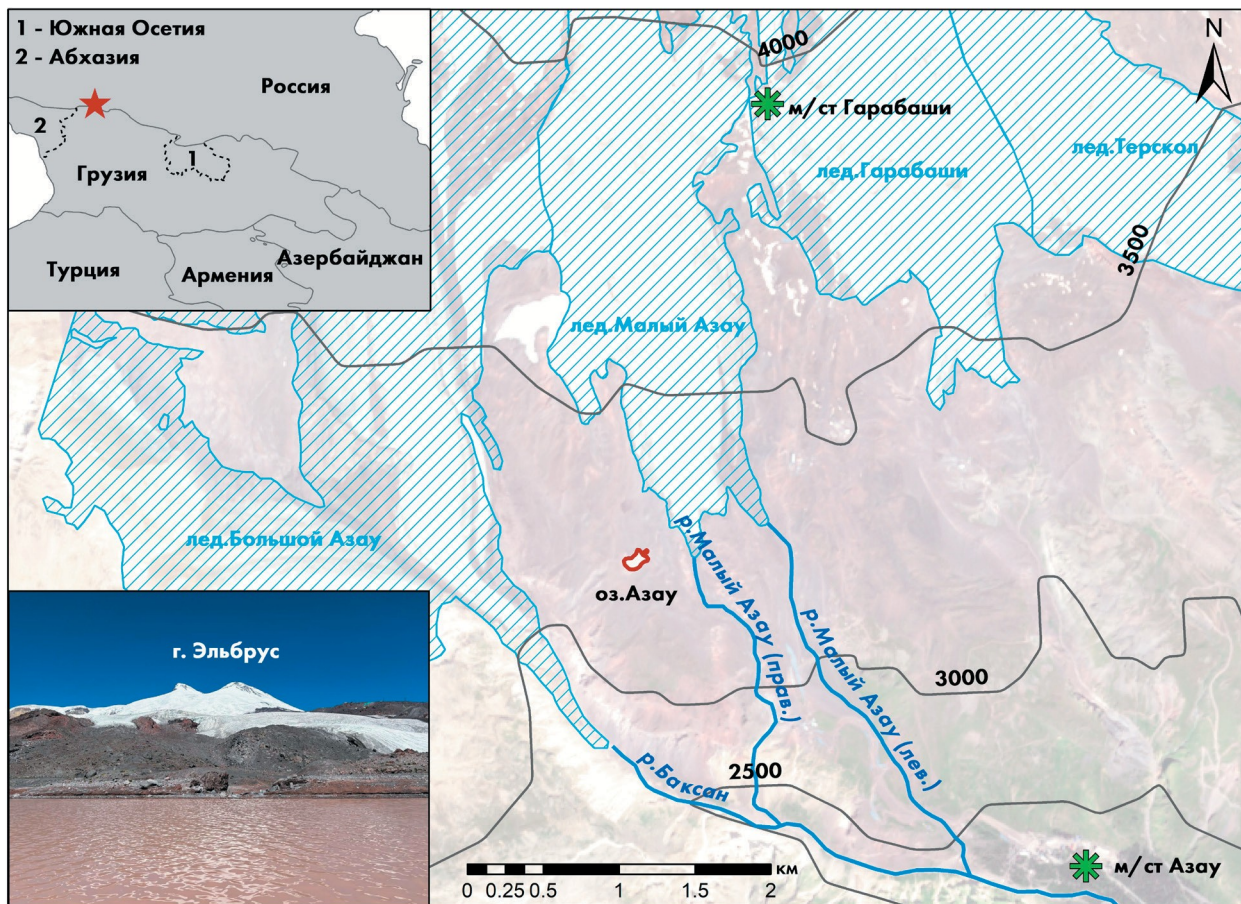 1 - Южная Осетия
2 - Абхазия
Россия
2
1
Грузия
Турция
Армения
Азербайджан
N
4000
м/ст Гарабаши
лед.Терскол
лед.Гарабаши
3500
лед.Малый Азау
лед.Большой Азау
р.Малый Азау (прав.)
р.Малый Азау (лев.)
оз.Азау
3000
г. Эльбрус
р.Баксан
2500
м/ст Азау
км
0 0.25 0.5 1 2